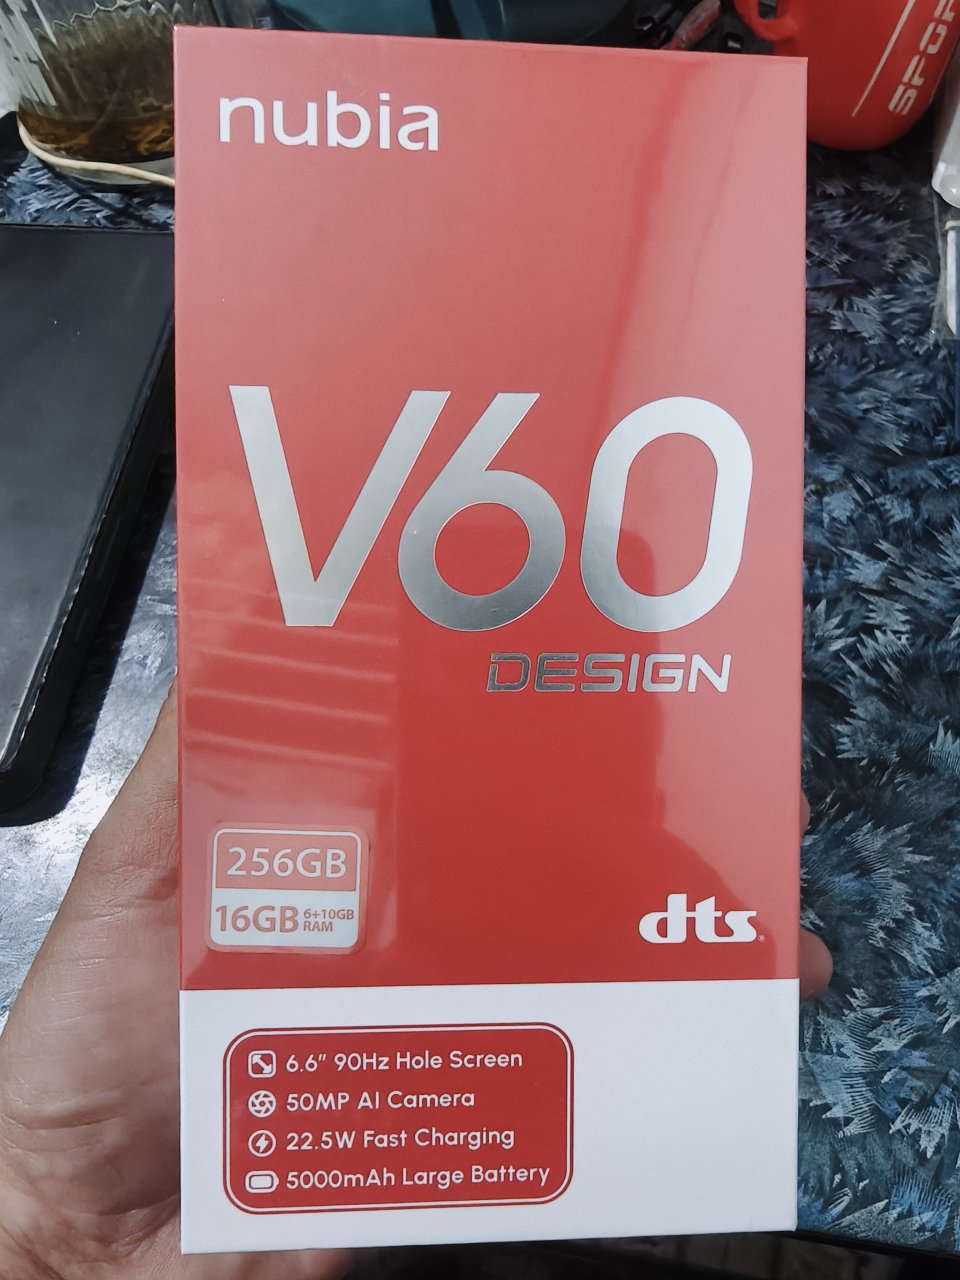 nubia
V60
DESIGN
256GB
16GB 6+10GB RAM
dts®
6.6" 90Hz Hole Screen
50MP AI Camera
22.5W Fast Charging
5000mAh Large Battery